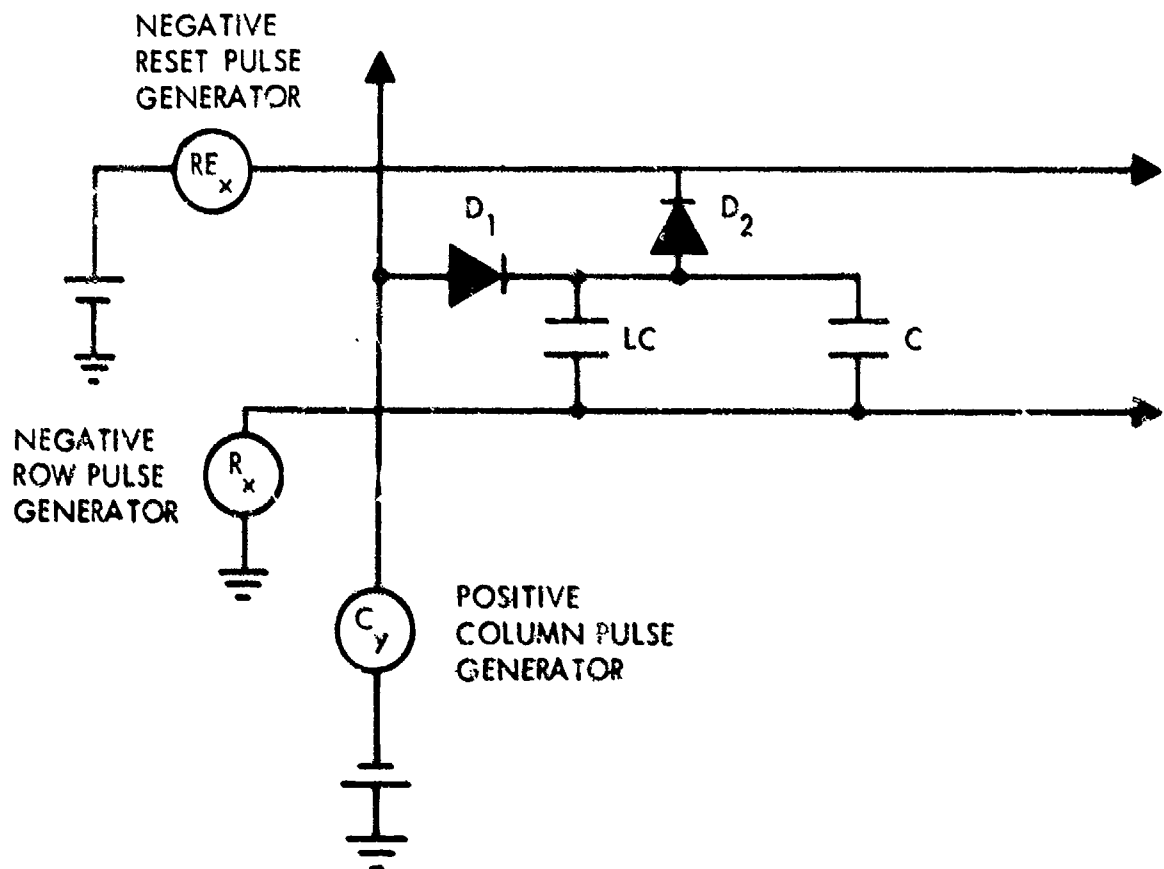 NEGATIVE
RESET PULSE
GENERATOR
RE x
D 1
D 2
LC
C
NEGATIVE
ROW PULSE
GENERATOR
R x
C y
POSITIVE
COLUMN PULSE
GENERATOR